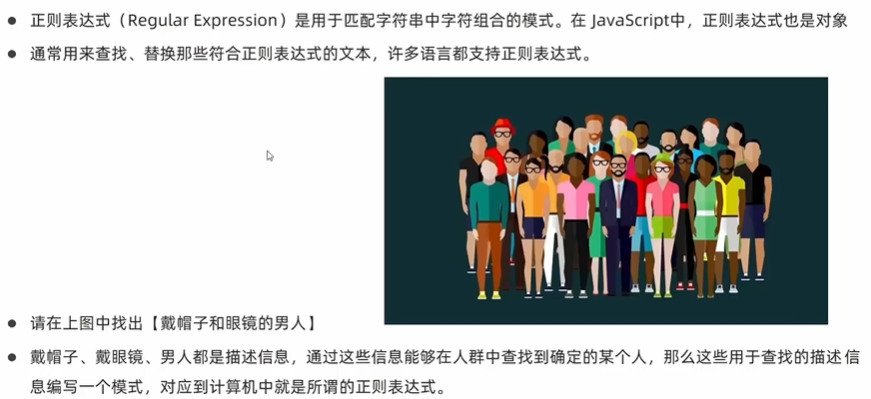 ● 正则表达式（Regular Expression）是用于匹配字符串中字符组合的模式。在 JavaScript中，正则表达式也是对象
● 通常用来查找、替换那些符合正则表达式的文本，许多语言都支持正则表达式。
● 请在上图中找出【戴帽子和眼镜的男人】
● 戴帽子、戴眼镜、男人都是描述信息，通过这些信息能够在人群中查找到确定的某个人，那么这些用于查找的描述信
息编写一个模式，对应到计算机中就是所谓的正则表达式。